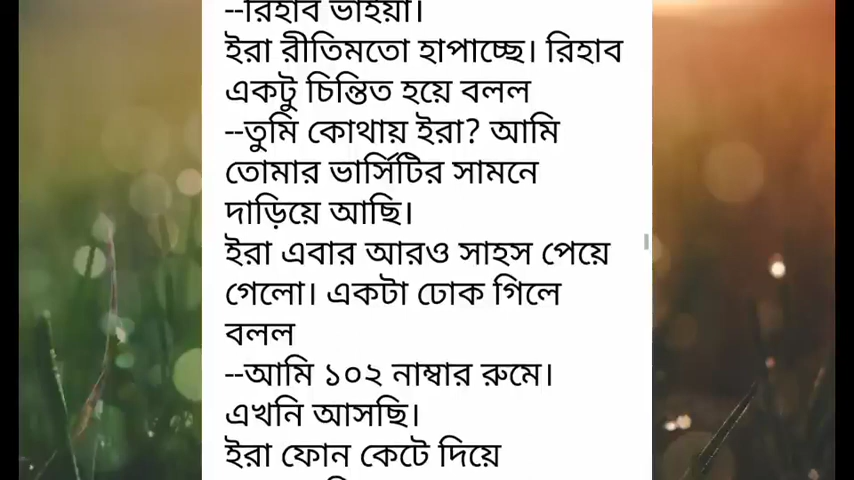 --রিহাব ভাইয়া।
ইরা রীতিমতো হাপাচ্ছে। রিহাব
একটু চিন্তিত হয়ে বলল
--তুমি কোথায় ইরা? আমি
তোমার ভার্সিটির সামনে
দাড়িয়ে আছি।
ইরা এবার আরও সাহস পেয়ে
গেলো। একটা ঢোক গিলে
বলল
--আমি ১০২ নাম্বার রুমে।
এখনি আসছি।
ইরা ফোন কেটে দিয়ে